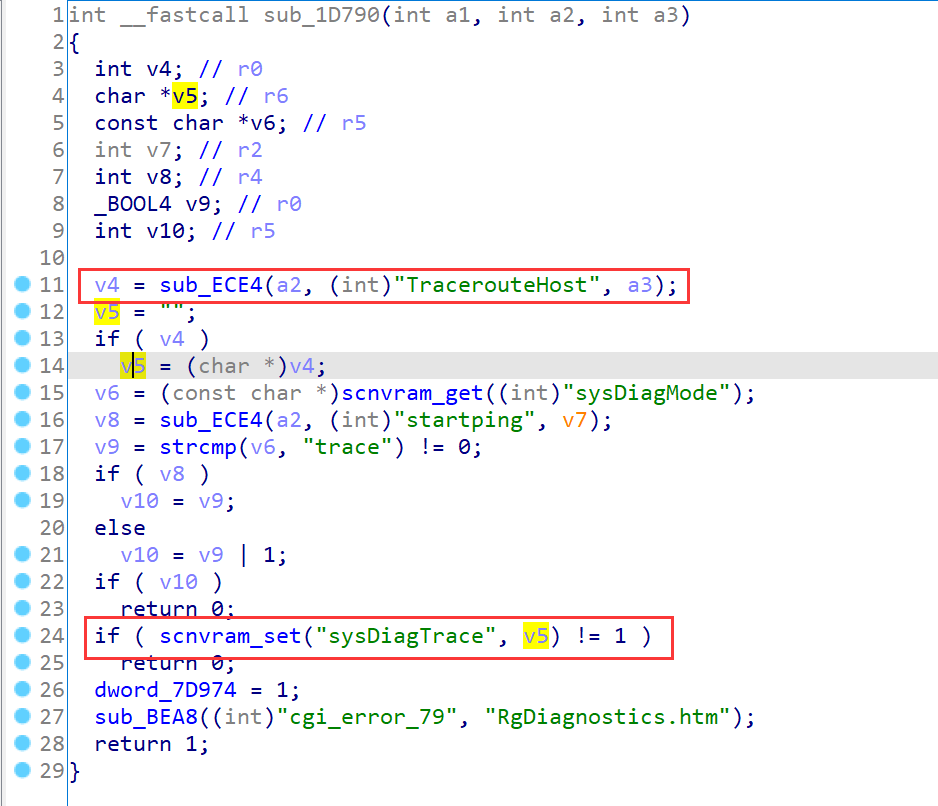 1 int __fastcall sub_1D790(int a1, int a2, int a3)
2 {
3   int v4; // r0
4   char *v5; // r6
5   const char *v6; // r5
6   int v7; // r2
7   int v8; // r4
8   _BOOL4 v9; // r0
9   int v10; // r5
10
11   v4 = sub_ECE4(a2, (int)"TracerouteHost", a3);
12   v5 = "";
13   if ( v4 )
14     v5 = (char *)v4;
15   v6 = (const char *)scnvram_get((int)"sysDiagMode");
16   v8 = sub_ECE4(a2, (int)"startping", v7);
17   v9 = strcmp(v6, "trace") != 0;
18   if ( v8 )
19     v10 = v9;
20   else
21     v10 = v9 | 1;
22   if ( v10 )
23     return 0;
24   if ( scnvram_set("sysDiagTrace", v5) != 1 )
25     return 0;
26   dword_7D974 = 1;
27   sub_BEA8((int)"cgi_error_79", "RgDiagnostics.htm");
28   return 1;
29 }